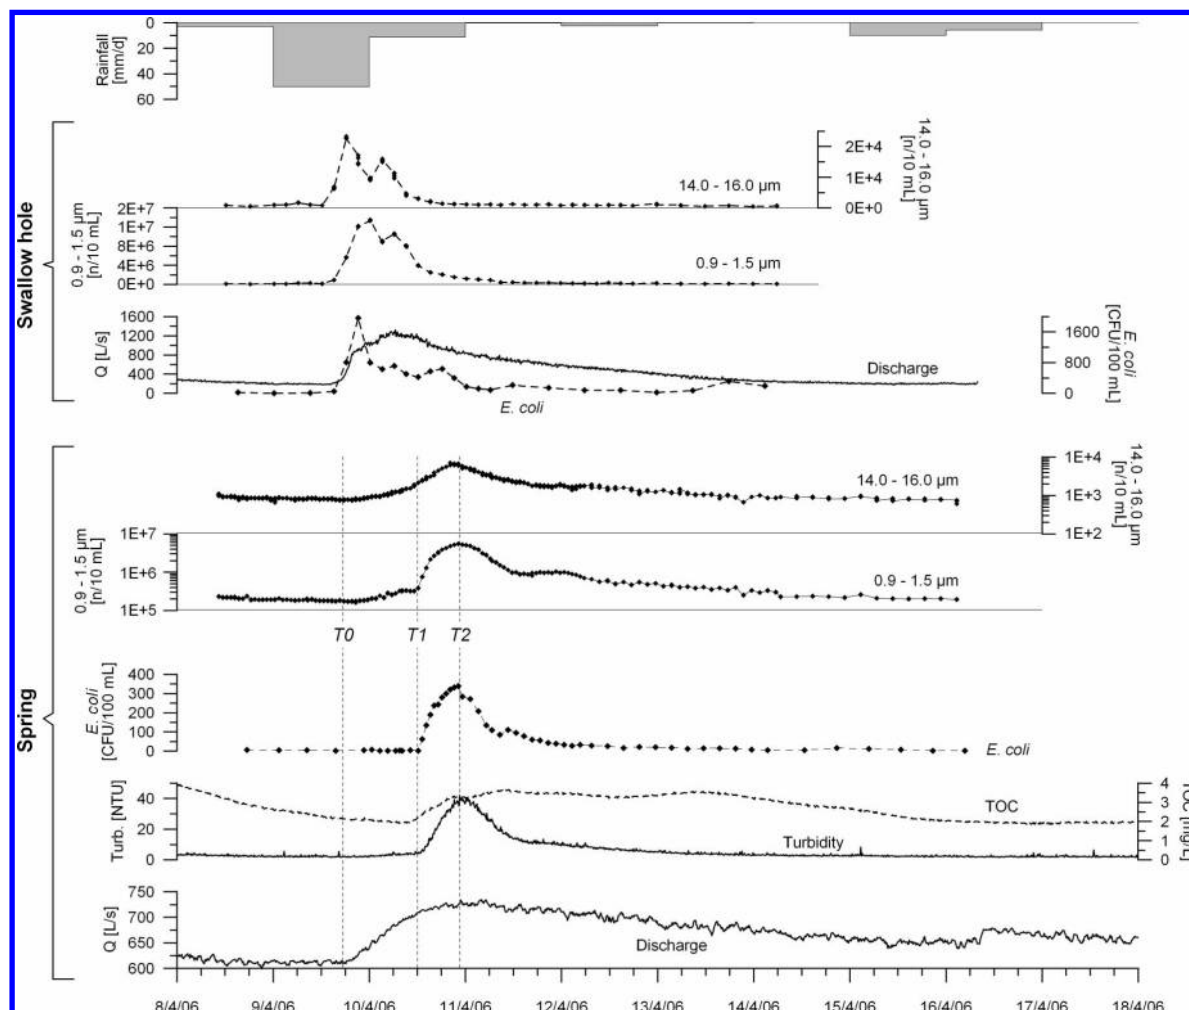 Rainfall
[mm/d]
0
20
40
60
Swallow hole
14.0 - 16.0 µm
2E+4
1E+4
0E+0
14.0 - 16.0 µm
[n/10 mL]
0.9 - 1.5 µm
[n/10 mL]
2E+7
1E+7
8E+6
4E+6
0E+0
0.9 - 1.5 µm
Q [L/s]
1600
1200
800
400
0
Discharge
E. coli
1600
800
0
E. coli
[CFU/100 mL]
Spring
14.0 - 16.0 µm
1E+4
1E+3
1E+2
14.0 - 16.0 µm
[n/10 mL]
0.9 - 1.5 µm
[n/10 mL]
1E+7
1E+6
1E+5
0.9 - 1.5 µm
T0 T1 T2
E. coli
[CFU/100 mL]
400
300
200
100
0
E. coli
Turb. [NTU]
40
20
0
TOC
Turbidity
4
3
2
1
0
TOC [mg/L]
Q [L/s]
750
700
650
600
Discharge
8/4/06 9/4/06 10/4/06 11/4/06 12/4/06 13/4/06 14/4/06 15/4/06 16/4/06 17/4/06 18/4/06